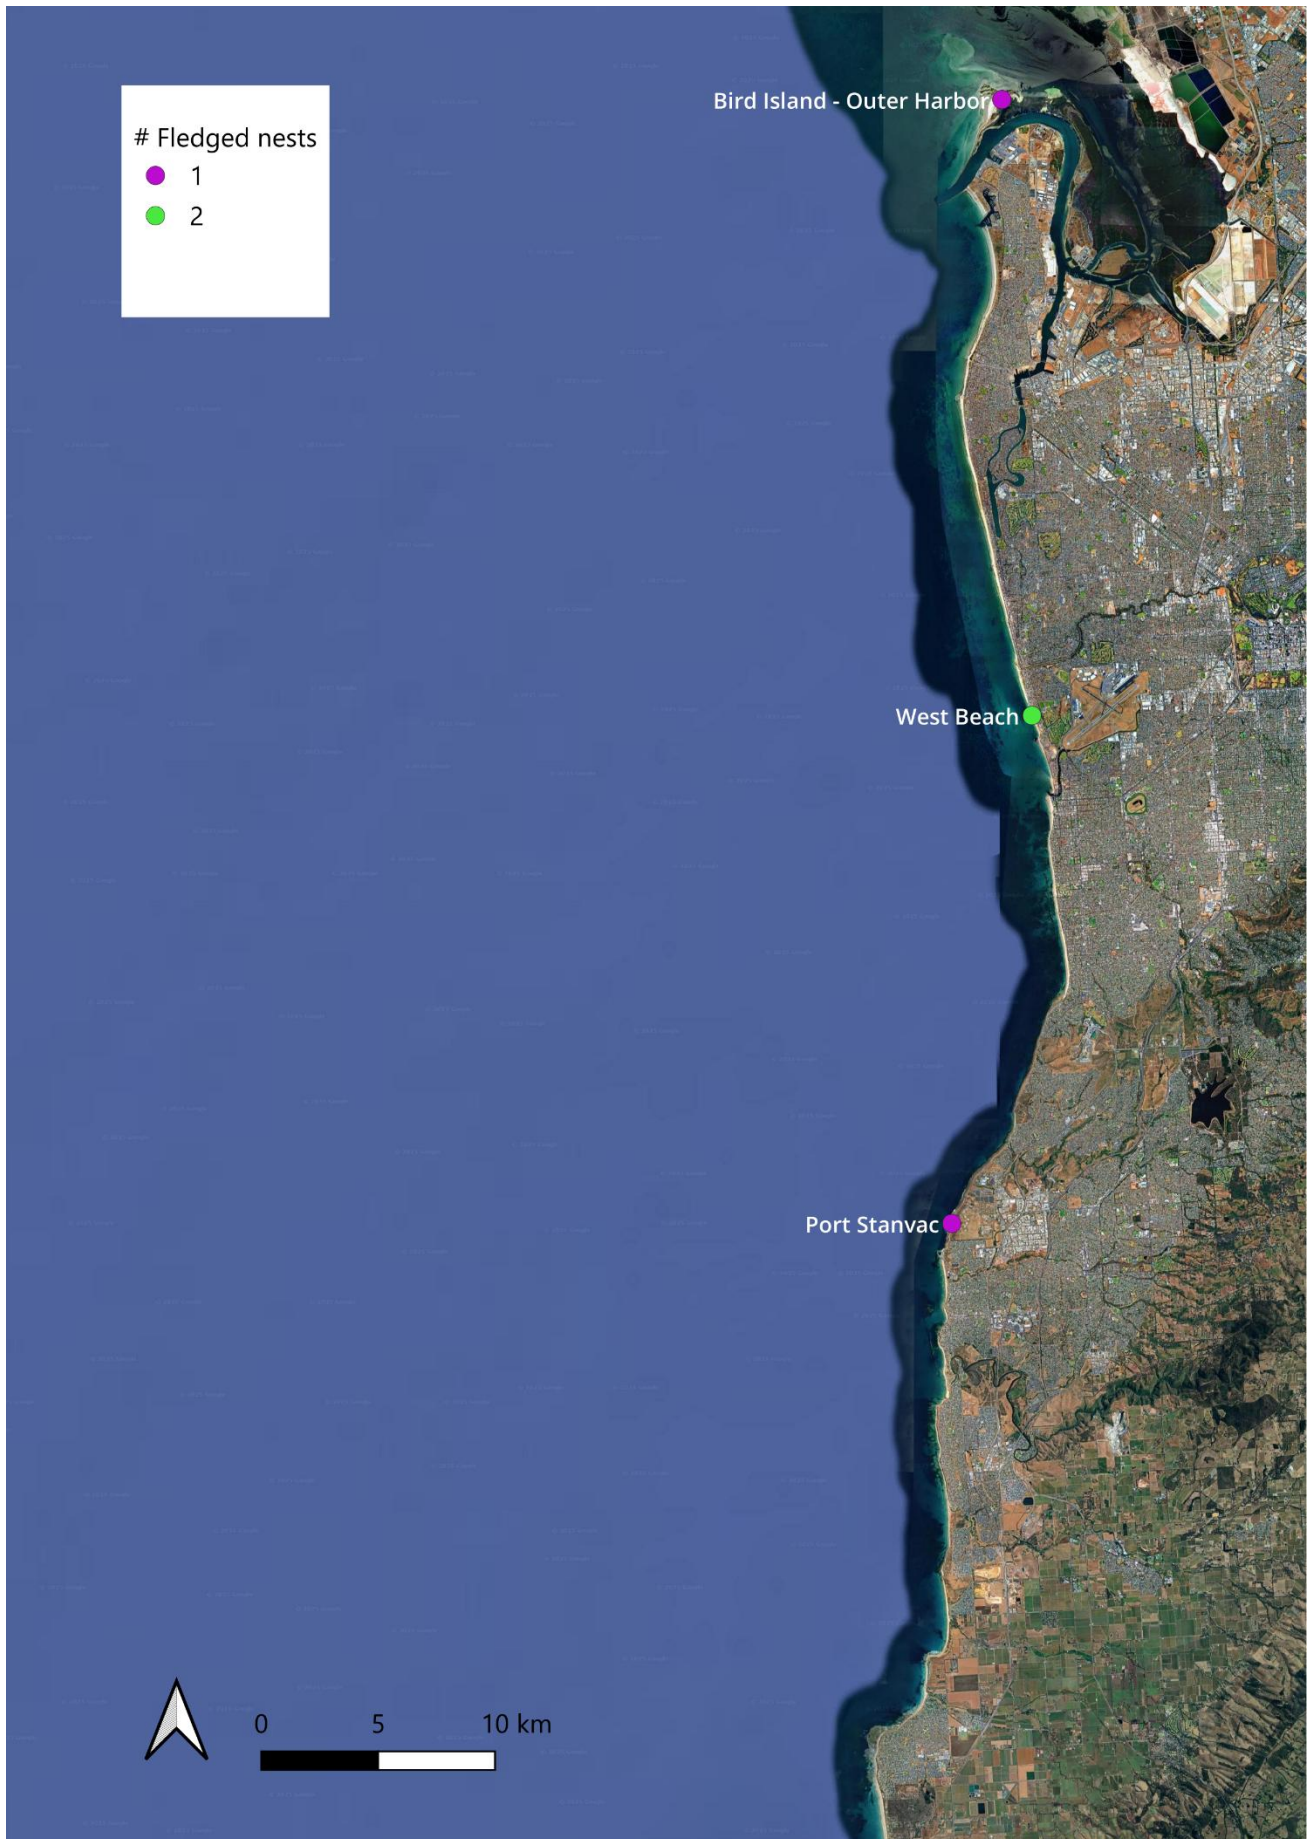 Bird Island - Outer Harbor
# Fledged nests
1
2
West Beach
Port Stanvac
0 5 10 km